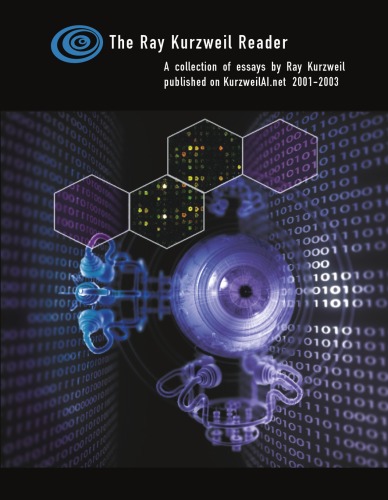 The Ray Kurzweil Reader
A collection of essays by Ray Kurzweil
published on KurzweilAI.net 2001-2003